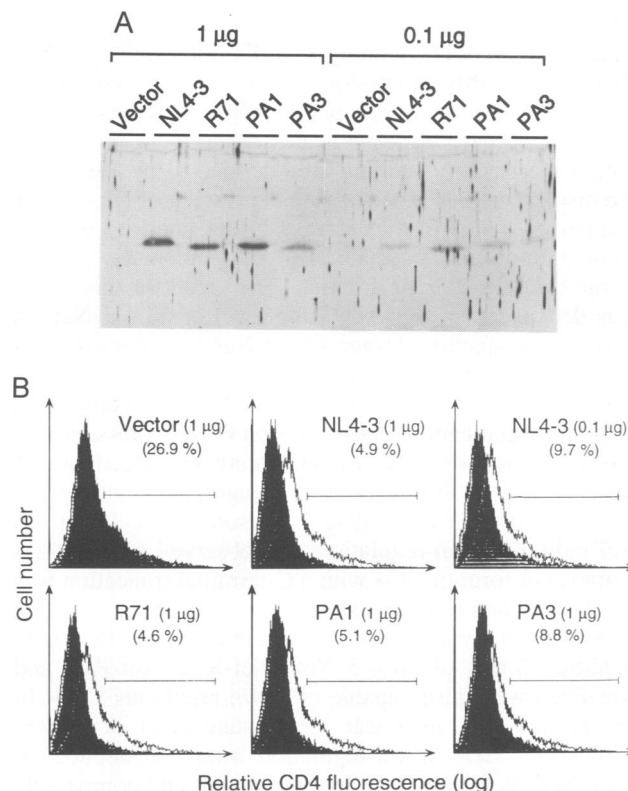 A
1 µg 0.1 µg
Vector NL4-3 R71 PA1 PA3 Vector NL4-3 R71 PA1 PA3
B
Vector (1 µg) NL4-3 (1 µg) NL4-3 (0.1 µg)
(26.9 %) (4.9 %) (9.7 %)
Cell number
R71 (1 µg) PA1 (1 µg) PA3 (1 µg)
(4.6 %) (5.1 %) (8.8 %)
Relative CD4 fluorescence (log)